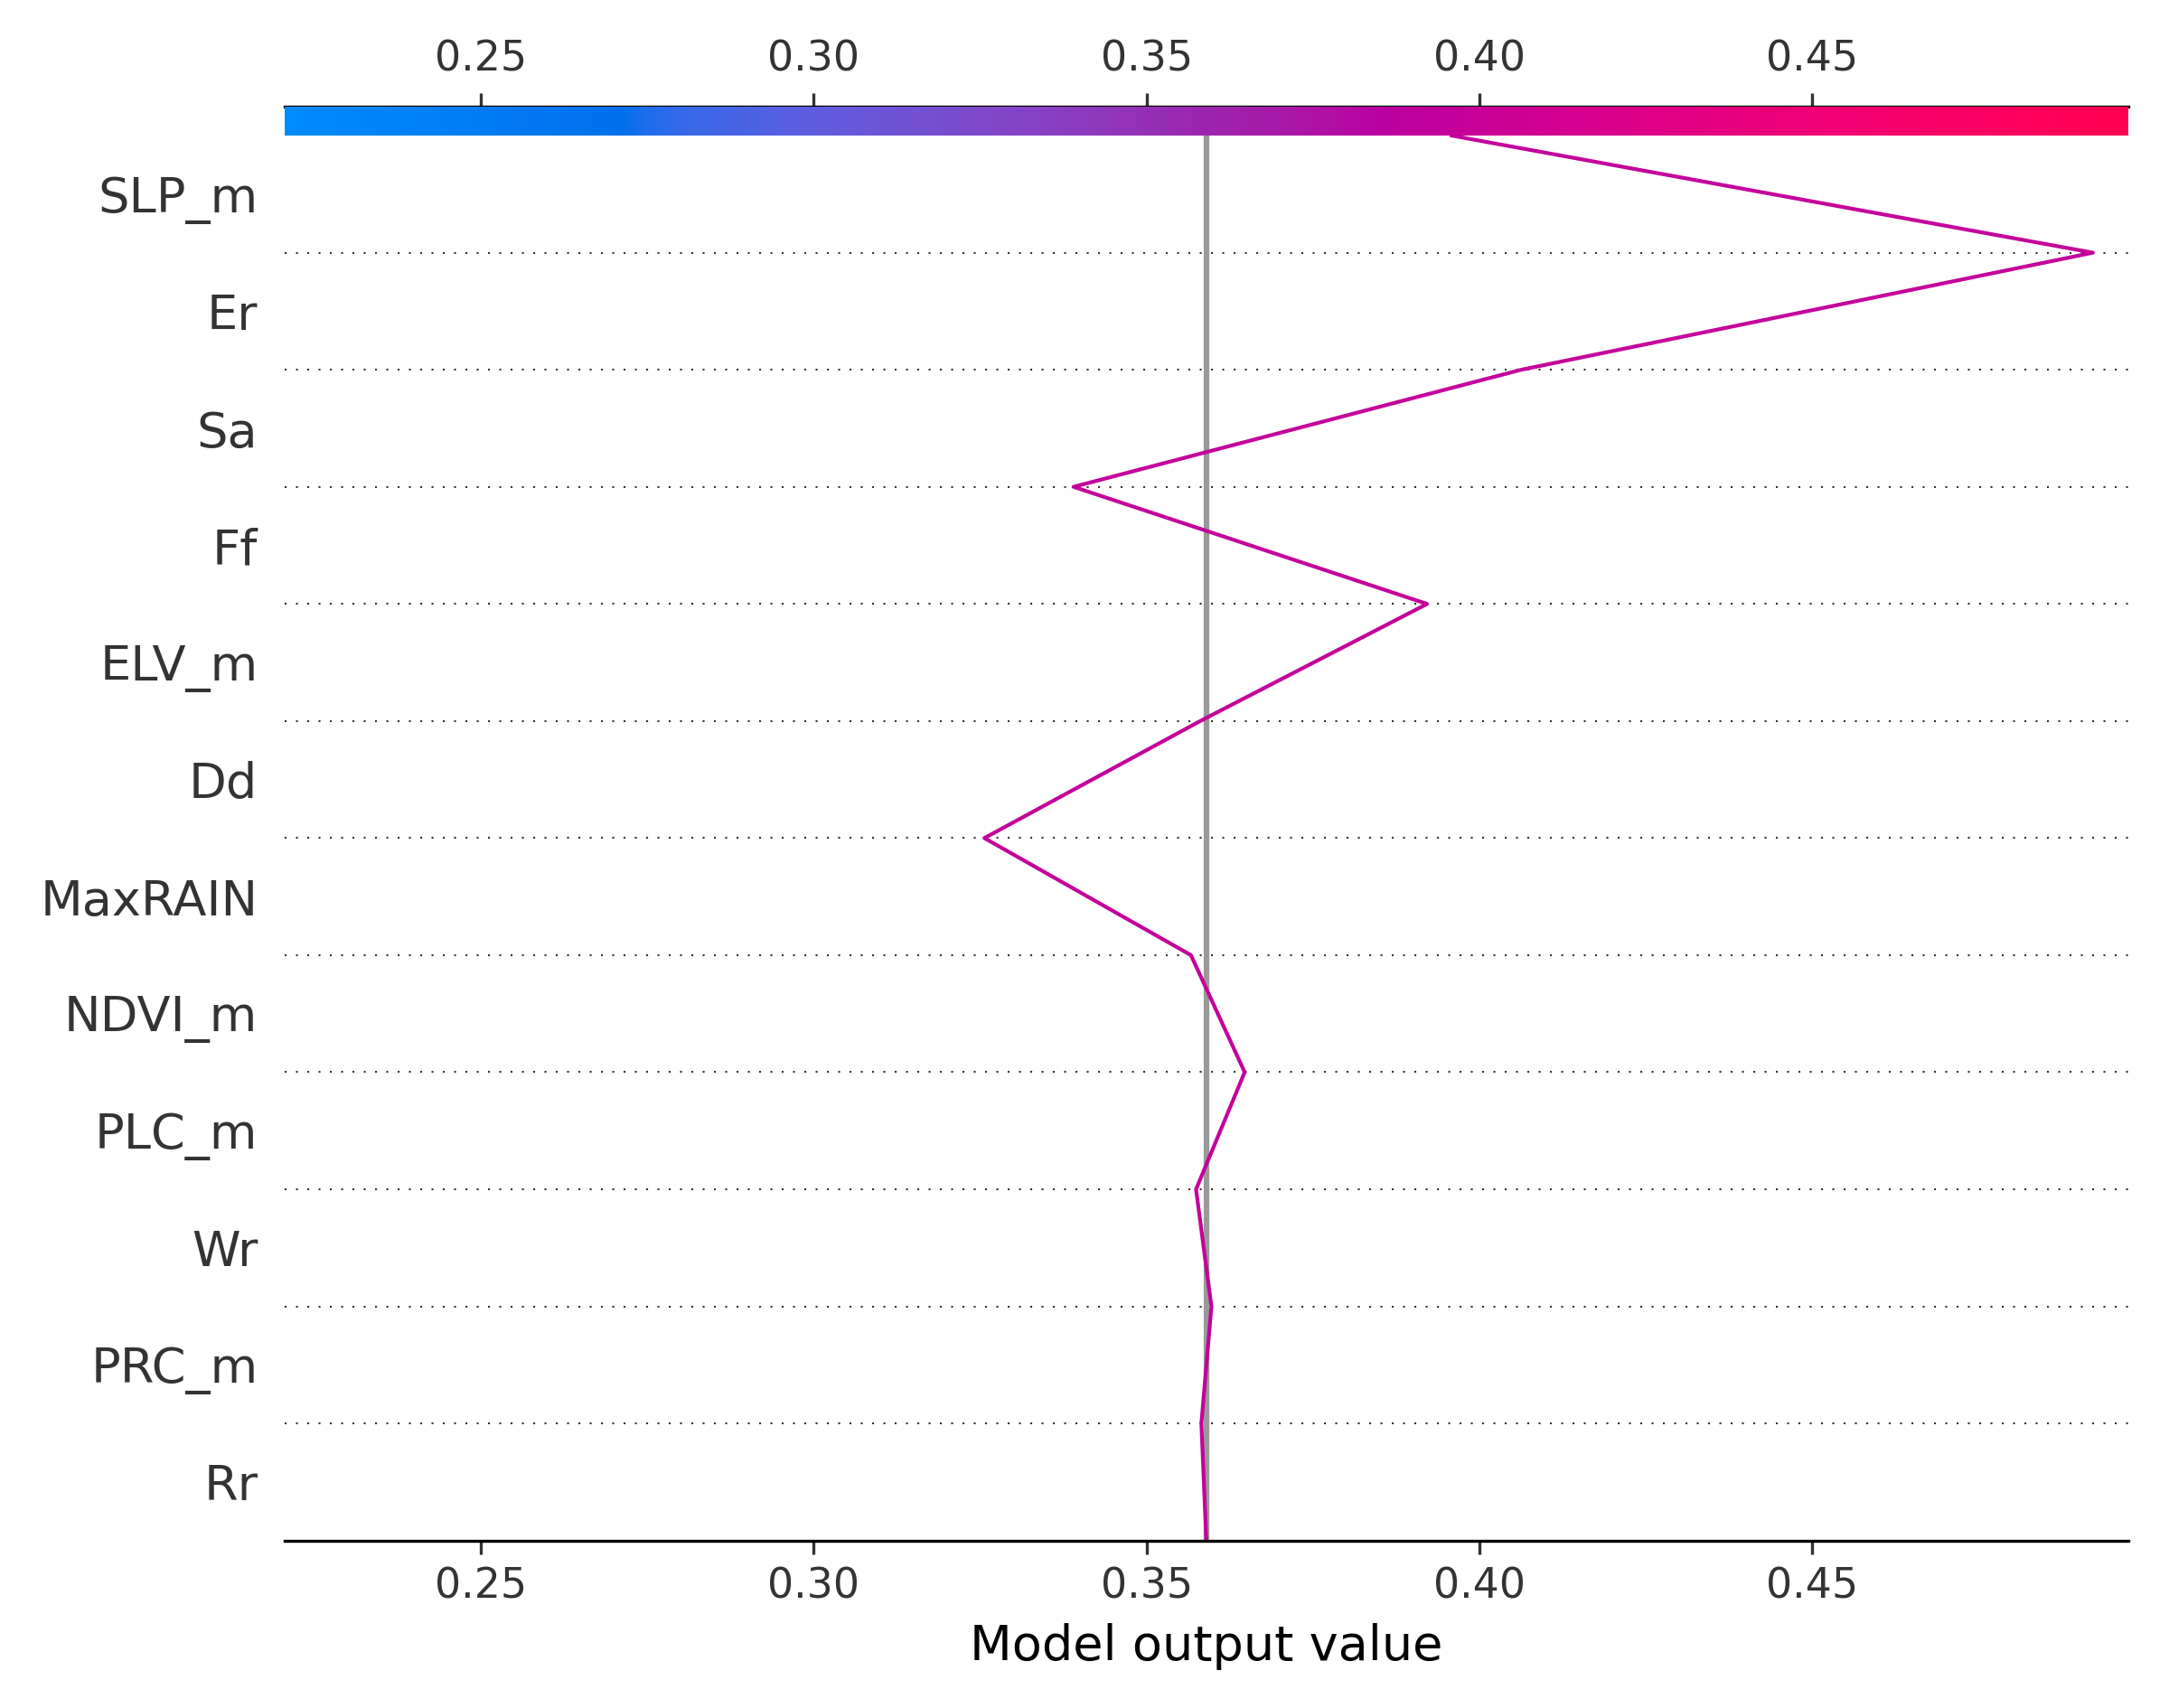 0.25 0.30 0.35 0.40 0.45
SLP_m
Er
Sa
Ff
ELV_m
Dd
MaxRAIN
NDVI_m
PLC_m
Wr
PRC_m
Rr
0.25 0.30 0.35 0.40 0.45
Model output value